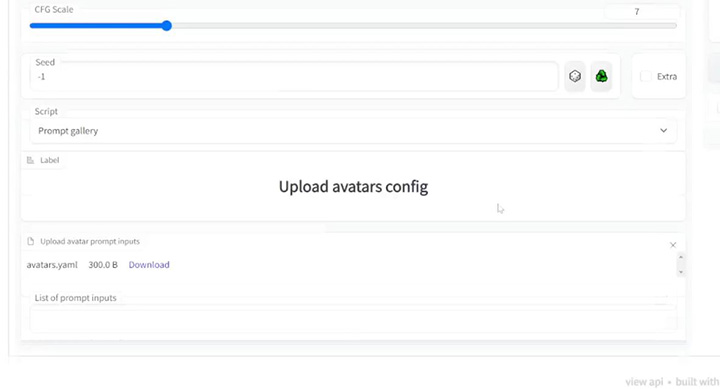 CFG Scale
7
Seed
-1
Extra
Script
Prompt gallery
Label
Upload avatars config
Upload avatar prompt inputs
avatars.yaml 300.0 B Download
List of prompt inputs
view api • built with